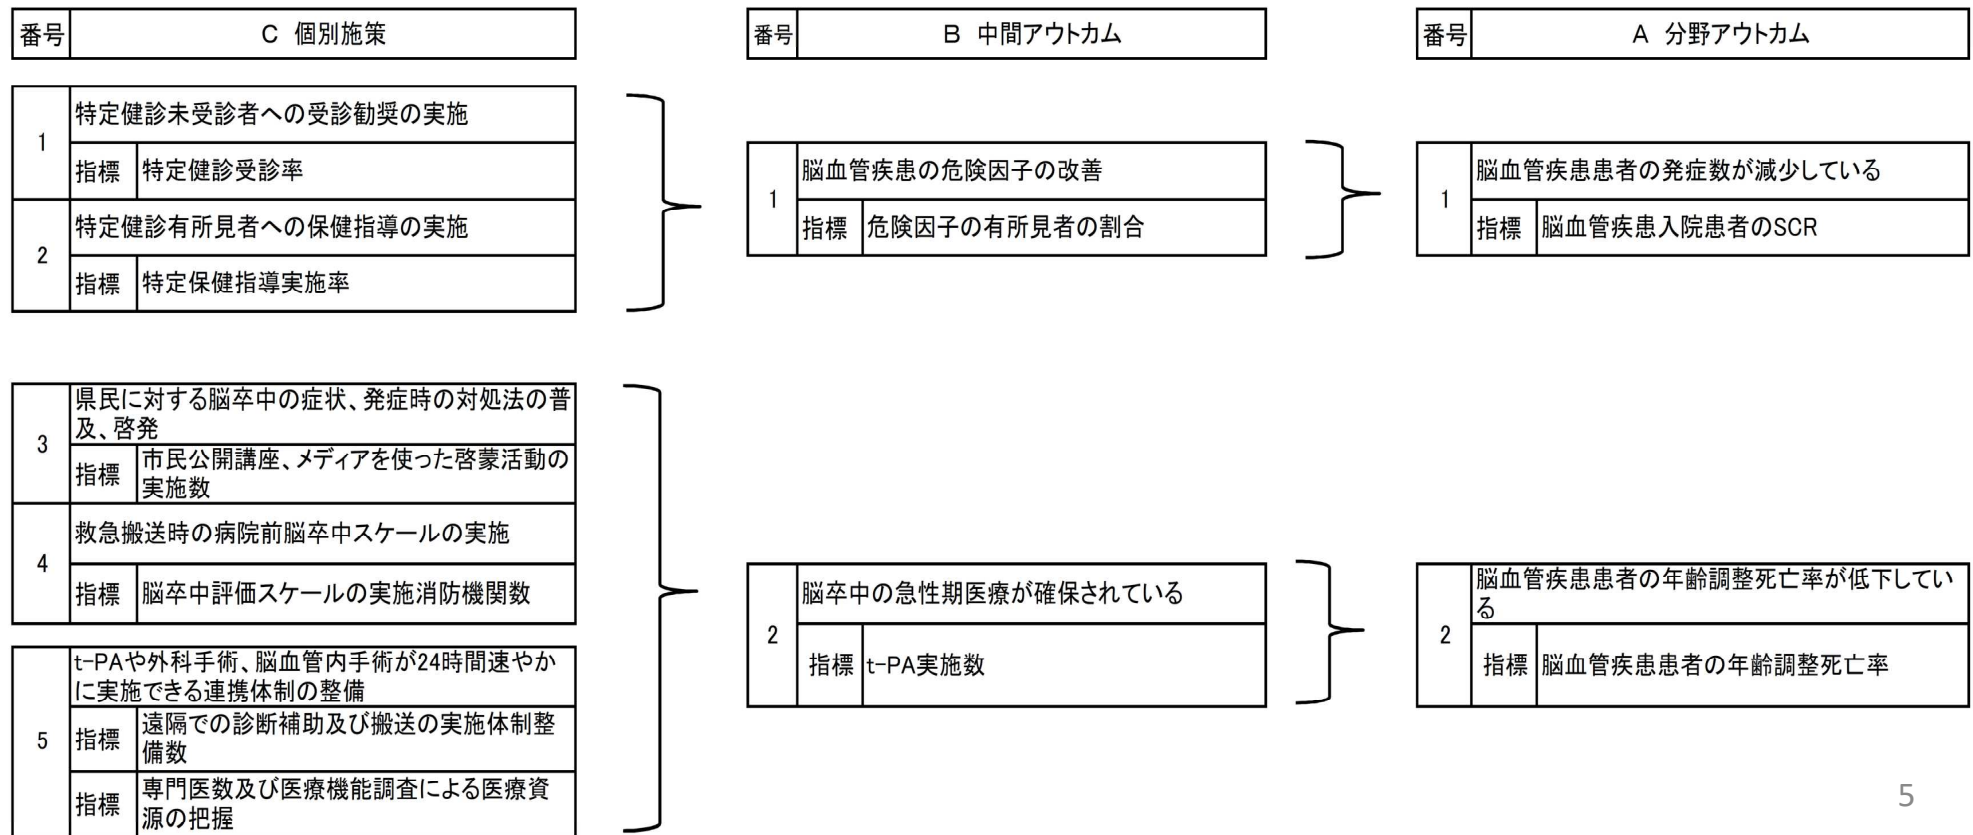 番号 C 個別施策
1
特定健診未受診者への受診勧奨の実施
指標 特定健診受診率
2
特定健診有所見者への保健指導の実施
指標 特定保健指導実施率
3
県民に対する脳卒中の症状、発症時の対処法の普
及、啓発
指標
市民公開講座、メディアを使った啓蒙活動の
実施数
4
救急搬送時の病院前脳卒中スケールの実施
指標 脳卒中評価スケールの実施消防機関数
5
t-PAや外科手術、脳血管内手術が24時間速やか
に実施できる連携体制の整備
指標
遠隔での診断補助及び搬送の実施体制整
備数
指標
専門医数及び医療機能調査による医療資
源の把握
番号 B 中間アウトカム
1
脳血管疾患の危険因子の改善
指標 危険因子の有所見者の割合
2
脳卒中の急性期医療が確保されている
指標 t-PA実施数
番号 A 分野アウトカム
1
脳血管疾患患者の発症数が減少している
指標 脳血管疾患入院患者のSCR
2
脳血管疾患患者の年齢調整死亡率が低下してい
る
指標 脳血管疾患患者の年齢調整死亡率
5